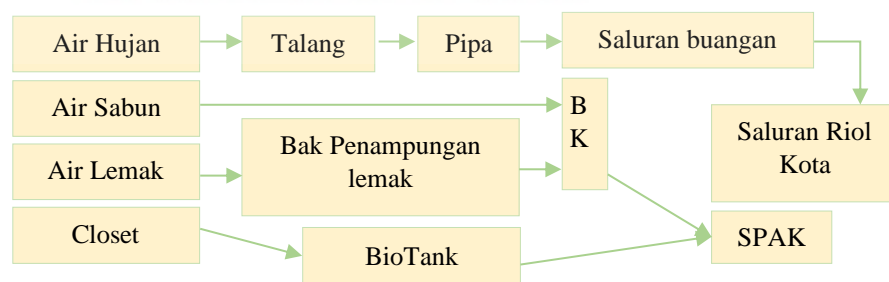 Air Hujan
Talang
Pipa
Saluran buangan
Air Sabun
B
K
Saluran Riol
Kota
Air Lemak
Bak Penampungan
lemak
Closet
BioTank
SPAK